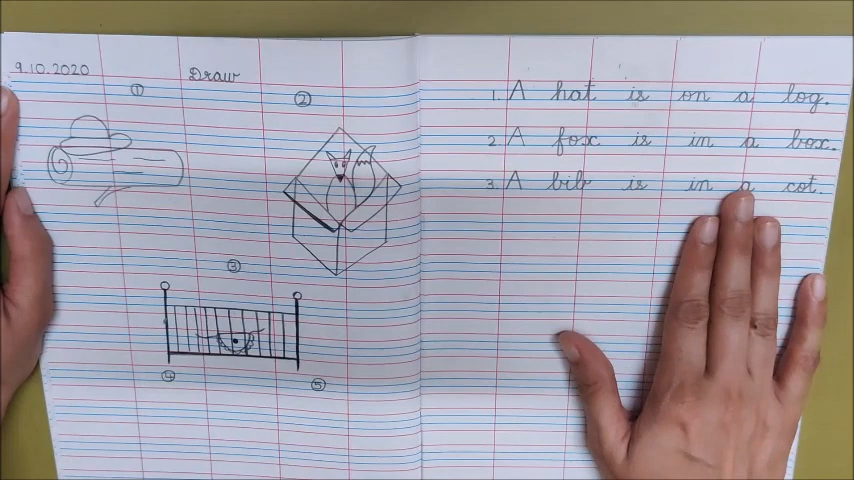 9.10.2020
Draw
①
②
③
④
⑤
1. A hat is on a log.
2. A fox is in a box.
3. A bib is in a cot.